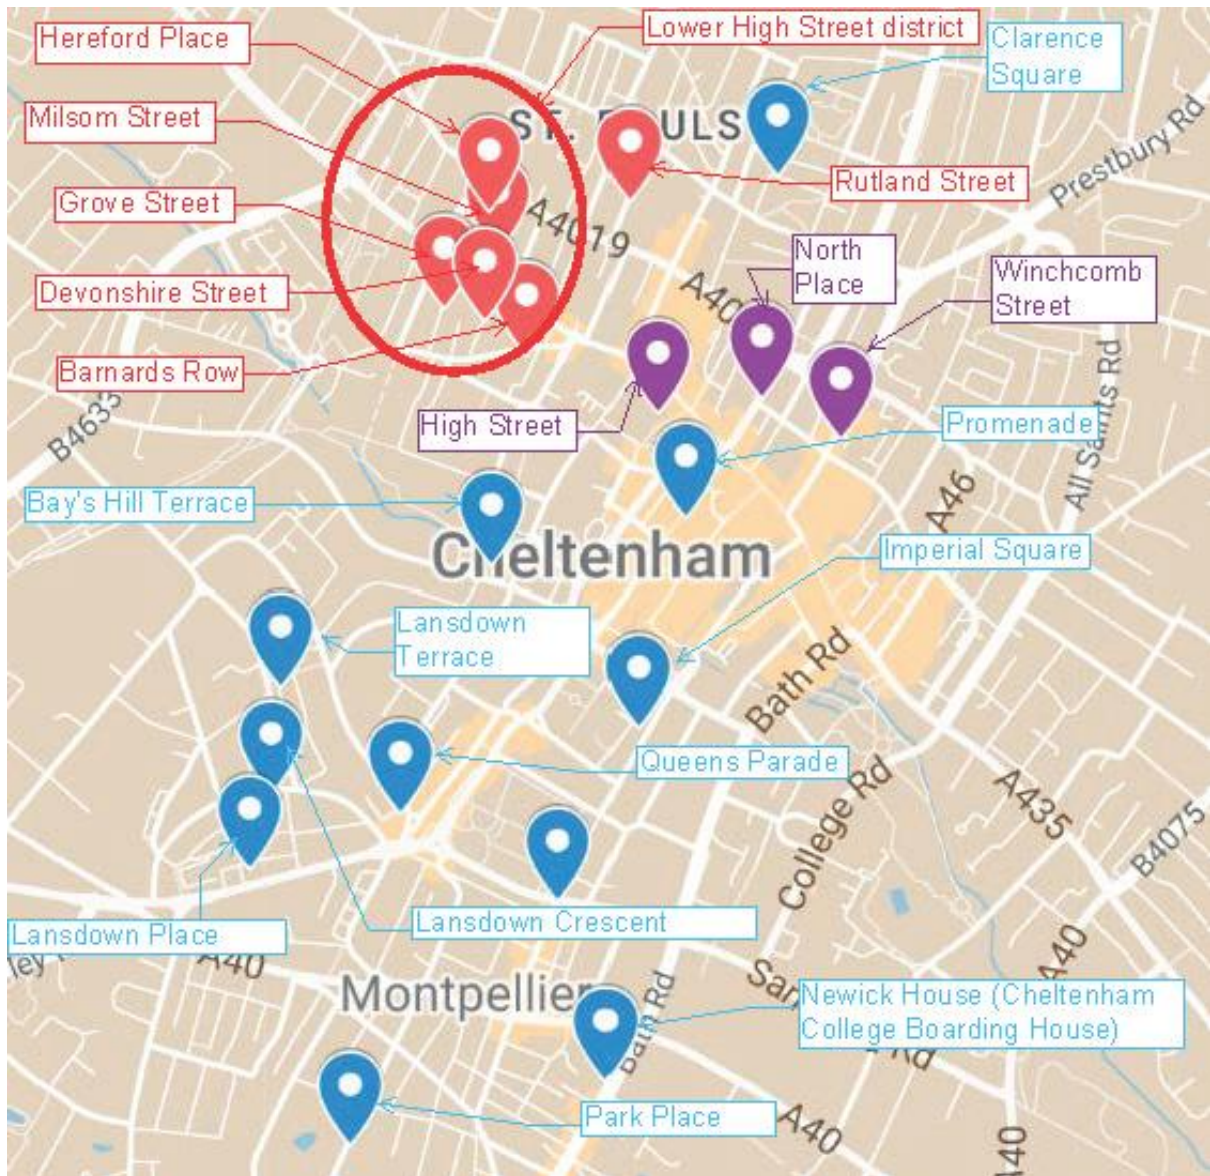 Hereford Place
Lower High Street district
Clarence
Square
Milsom Street
ST. P
ULS
Prestbury Rd
Rutland Street
Grove Street
A4019
North
Place
Winchcomb
Street
Devonshire Street
A40
Barnards Row
B4633
High Street
Promenade
All Saints Rd
Bay's Hill Terrace
A46
Cheltenham
Imperial Square
Lansdown
Terrace
Bath Rd
Queens Parade
College Rd
A435
B4075
Lansdown Crescent
Lansdown Place
A40
A40
Montpellier
San
Newick House (Cheltenham
College Boarding House)
Bath Rd
Rd
Park Place
A40
A40